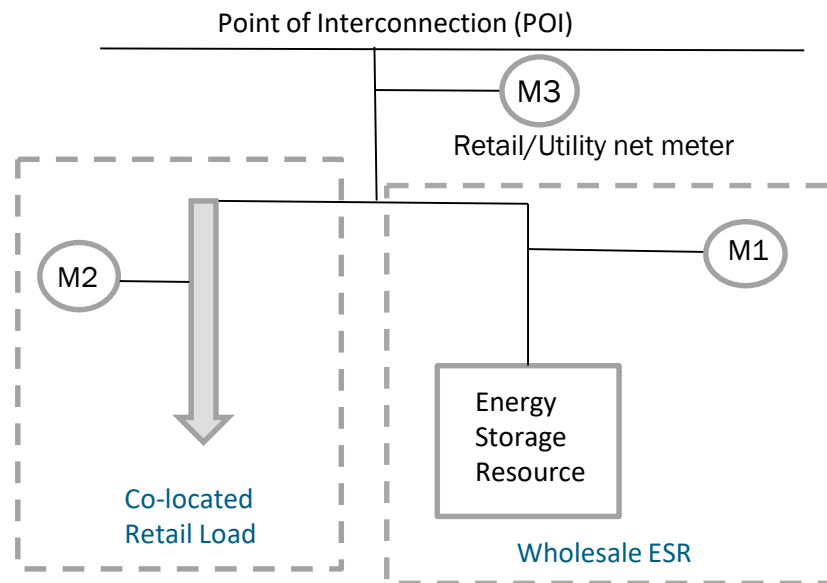 Point of Interconnection (POI)
M3
Retail/Utility net meter
M2
M1
Energy
Storage
Resource
Co-located
Retail Load
Wholesale ESR